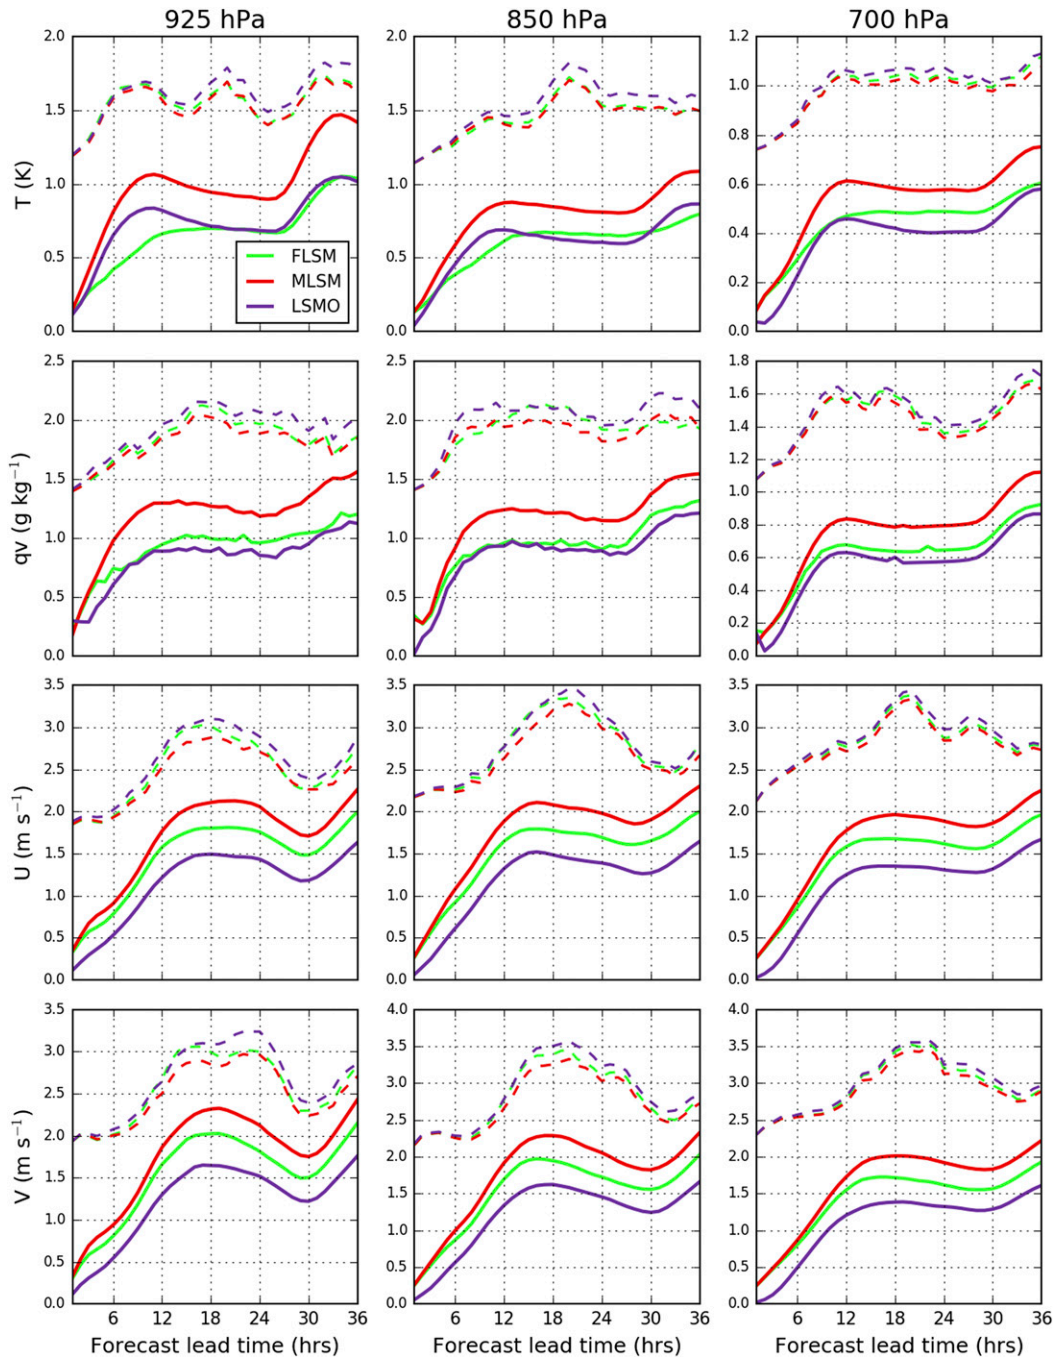 925 hPa 850 hPa 700 hPa
2.0 2.0 1.2
1.0
1.5 1.5
0.8
T (K) 1.0 1.0 0.6
0.4
0.5 0.5
0.2
0.0 0.0 0.0
FLSM
MLSM
LSMO
2.5 2.5 1.8
1.6
2.0 2.0 1.4
1.2
1.5 1.5
1.0
qv (g kg⁻¹)
0.8
1.0 1.0
0.6
0.5 0.5 0.4
0.2
0.0 0.0 0.0
3.5 3.5 3.5
3.0 3.0 3.0
2.5 2.5 2.5
2.0 2.0 2.0
U (m s⁻¹)
1.5 1.5 1.5
1.0 1.0 1.0
0.5 0.5 0.5
0.0 0.0 0.0
3.5 4.0 4.0
3.0 3.5 3.5
2.5 3.0 3.0
2.0 2.5 2.5
V (m s⁻¹)
1.5 2.0 2.0
1.0 1.5 1.5
0.5 1.0 1.0
0.0 0.5 0.5
0.0 0.0
6 12 18 24 30 36 6 12 18 24 30 36 6 12 18 24 30 36
Forecast lead time (hrs) Forecast lead time (hrs) Forecast lead time (hrs)